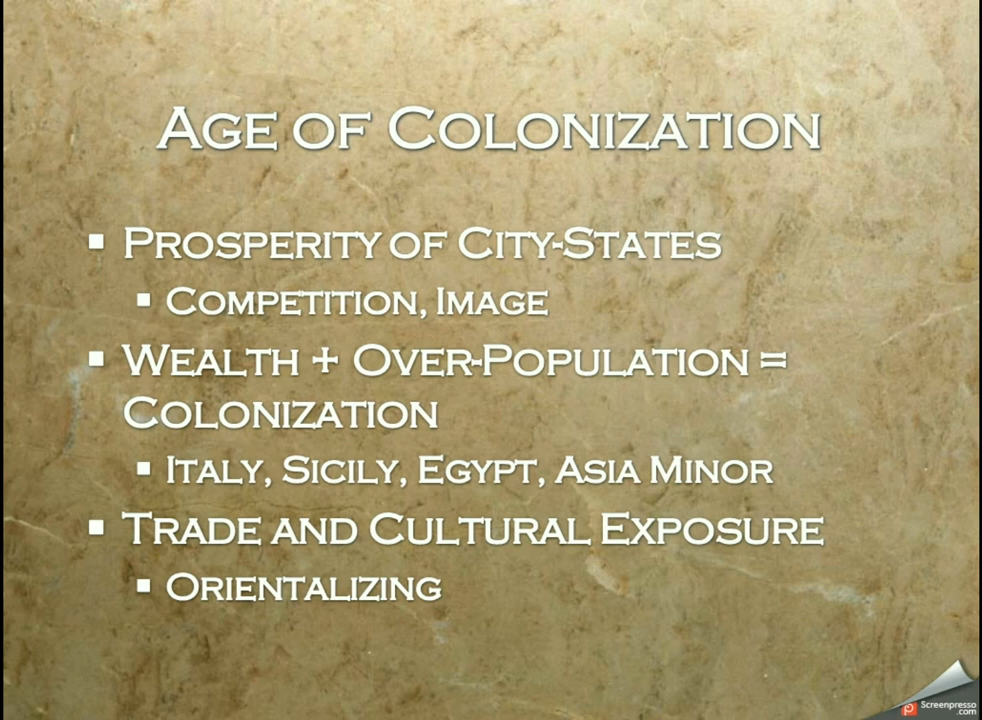 Age of Colonization
▪ Prosperity of City-States
▪ Competition, Image
▪ Wealth + Over-Population =
Colonization
▪ Italy, Sicily, Egypt, Asia Minor
▪ Trade and Cultural Exposure
▪ Orientalizing
Screenpresso
.com